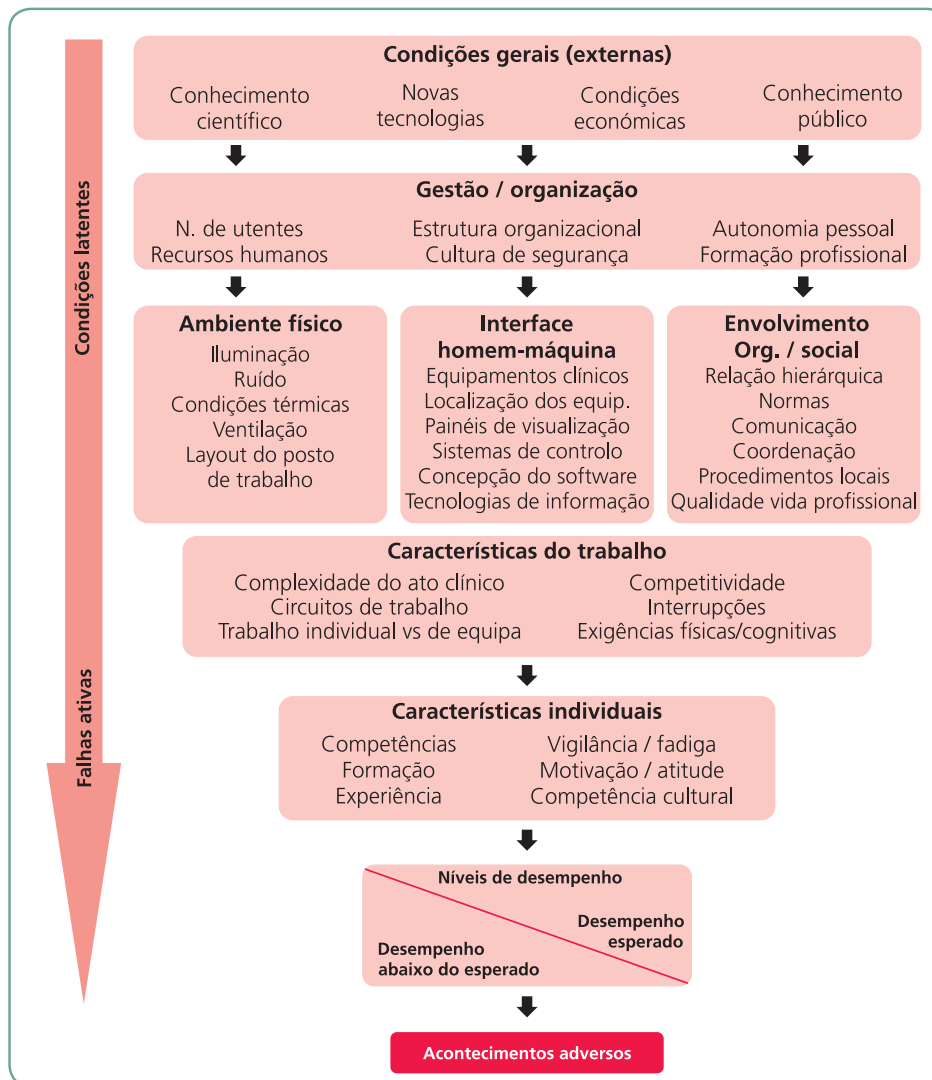 Condições gerais (externas)
Conhecimento
científico
Novas
tecnologias
Condições
económicas
Conhecimento
público
Gestão / organização
N. de utentes
Recursos humanos
Estrutura organizacional
Cultura de segurança
Autonomia pessoal
Formação profissional
Ambiente físico
Iluminação
Ruído
Condições térmicas
Ventilação
Layout do posto
de trabalho
Interface
homem-máquina
Equipamentos clínicos
Localização dos equip.
Painéis de visualização
Sistemas de controlo
Concepção do software
Tecnologias de informação
Envolvimento
Org. / social
Relação hierárquica
Normas
Comunicação
Coordenação
Procedimentos locais
Qualidade vida profissional
Características do trabalho
Complexidade do ato clínico
Circuitos de trabalho
Trabalho individual vs de equipa
Competitividade
Interrupções
Exigências físicas/cognitivas
Características individuais
Competências
Formação
Experiência
Vigilância / fadiga
Motivação / atitude
Competência cultural
Níveis de desempenho
Desempenho
esperado
Desempenho
abaixo do esperado
Acontecimentos adversos
Condições latentes
Falhas ativas